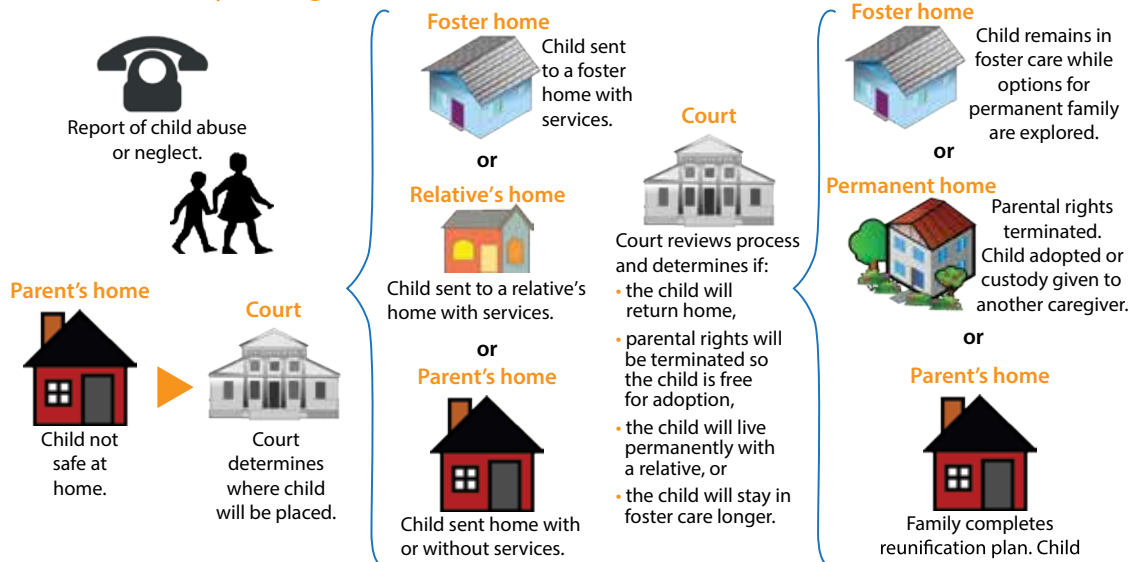 Report of child abuse
or neglect.
Parent's home
Child not
safe at
home.
Court
Court
determines
where child
will be placed.
Foster home
Child sent
to a foster
home with
services.
or
Relative's home
Child sent to a relative's
home with services.
or
Parent's home
Child sent home with
or without services.
Court
Court reviews process
and determines if:
• the child will
return home,
• parental rights will
be terminated so
the child is free
for adoption,
• the child will live
permanently with
a relative, or
• the child will stay in
foster care longer.
Foster home
Child remains in
foster care while
options for
permanent family
are explored.
or
Permanent home
Parental rights
terminated.
Child adopted or
custody given to
another caregiver.
or
Parent's home
Family completes
reunification plan. Child